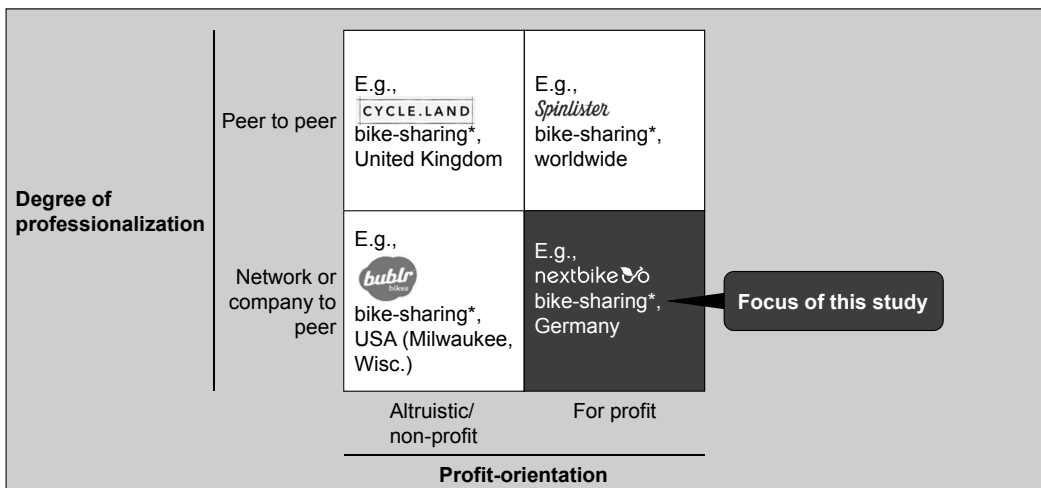 Degree of
professionalization
Peer to peer
E.g.,
CYCLE.LAND
bike-sharing*,
United Kingdom
E.g.,
Spinlister
bike-sharing*,
worldwide
Network or
company to
peer
E.g.,
bublr
bikes
bike-sharing*,
USA (Milwaukee,
Wisc.)
E.g.,
nextbike
bike-sharing*,
Germany
Focus of this study
Altruistic/
non-profit
For profit
Profit-orientation